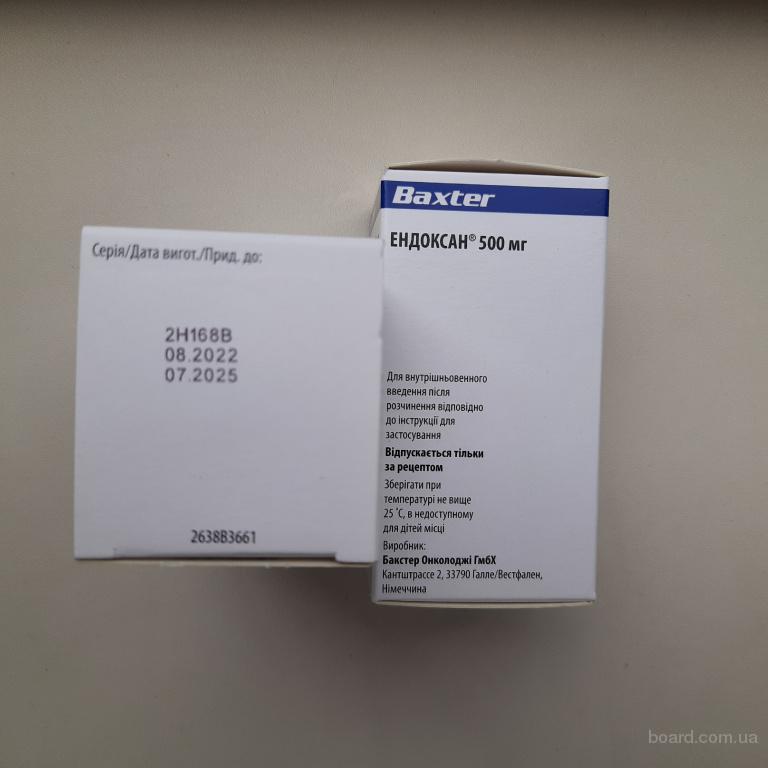 Серія/Дата вигот./Прид. до:
2H168B
08.2022
07.2025
2638B3661
Baxter
ЕНДОКСАН® 500 мг
Для внутрішньовенного
введення після
розчинення відповідно
до інструкції для
застосування
Відпускається тільки
за рецептом
Зберігати при
температурі не вище
25 °С, в недоступному
для дітей місці
Виробник:
Бакстер Онколоджі ГмбХ
Кантштрассе 2, 33790 Галле/Вестфален,
Німеччина
board.com.ua